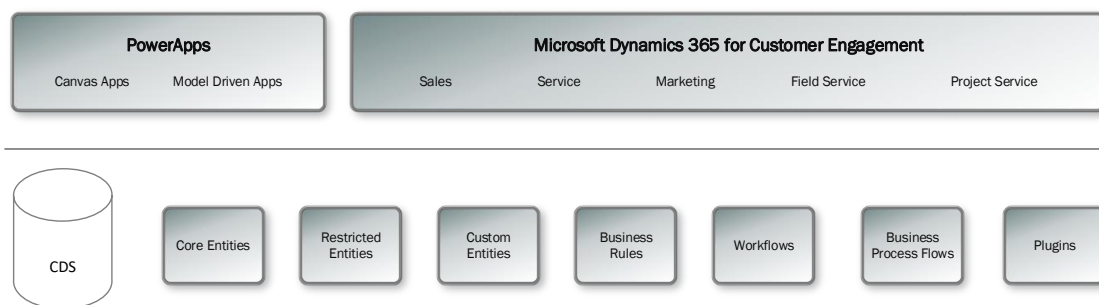 PowerApps
Canvas Apps Model Driven Apps
Microsoft Dynamics 365 for Customer Engagement
Sales Service Marketing Field Service Project Service
CDS
Core Entities
Restricted
Entities
Custom
Entities
Business
Rules
Workflows
Business
Process Flows
Plugins